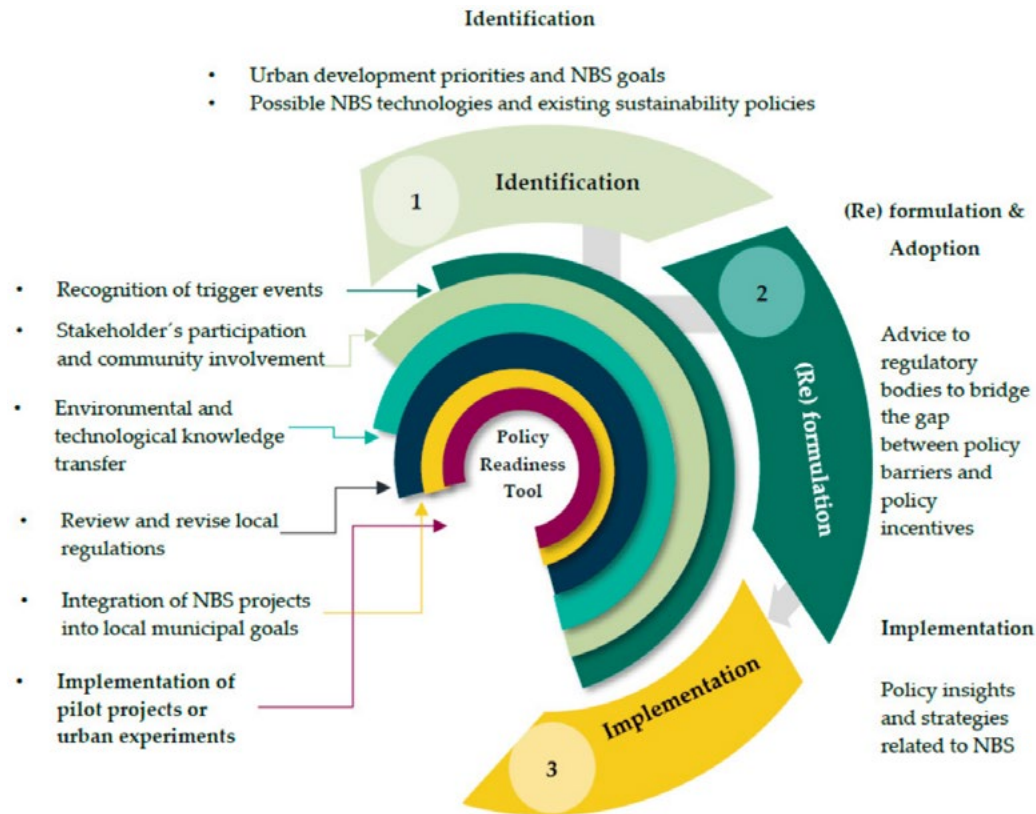 Identification
• Urban development priorities and NBS goals
• Possible NBS technologies and existing sustainability policies
1
Identification
(Re) formulation &
Adoption
2
(Re) formulation
Advice to
regulatory
bodies to bridge
the gap
between policy
barriers and
policy
incentives
• Recognition of trigger events
• Stakeholder´s participation
and community involvement
• Environmental and
technological knowledge
transfer
• Review and revise local
regulations
• Integration of NBS projects
into local municipal goals
• Implementation of
pilot projects or
urban experiments
Policy
Readiness
Tool
Implementation
3
Implementation
Policy insights
and strategies
related to NBS